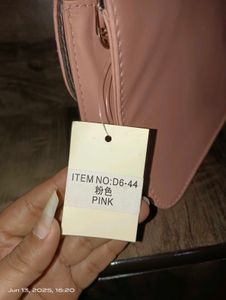 ITEM NO:D6-44
粉色
PINK
Jun 13, 2025, 16:20